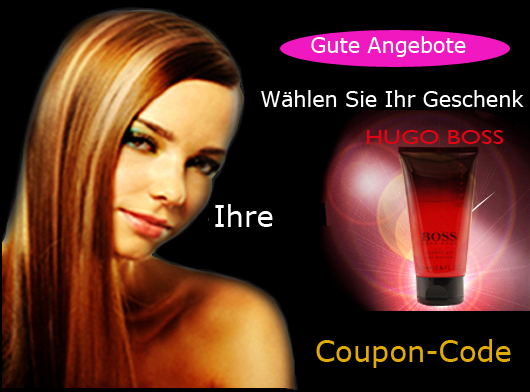 Gute Angebote
Wählen Sie Ihr Geschenk
HUGO BOSS
BOSS
Ihre
Coupon-Code